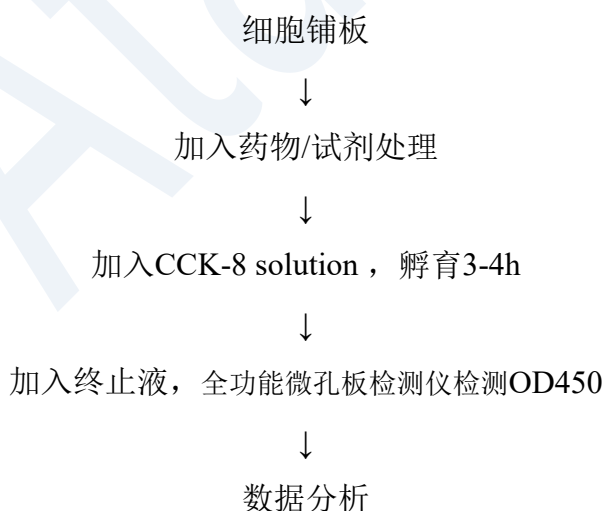 细胞铺板
↓
加入药物/试剂处理
↓
加入CCK-8 solution ，孵育3-4h
↓
加入终止液，全功能微孔板检测仪检测OD450
↓
数据分析